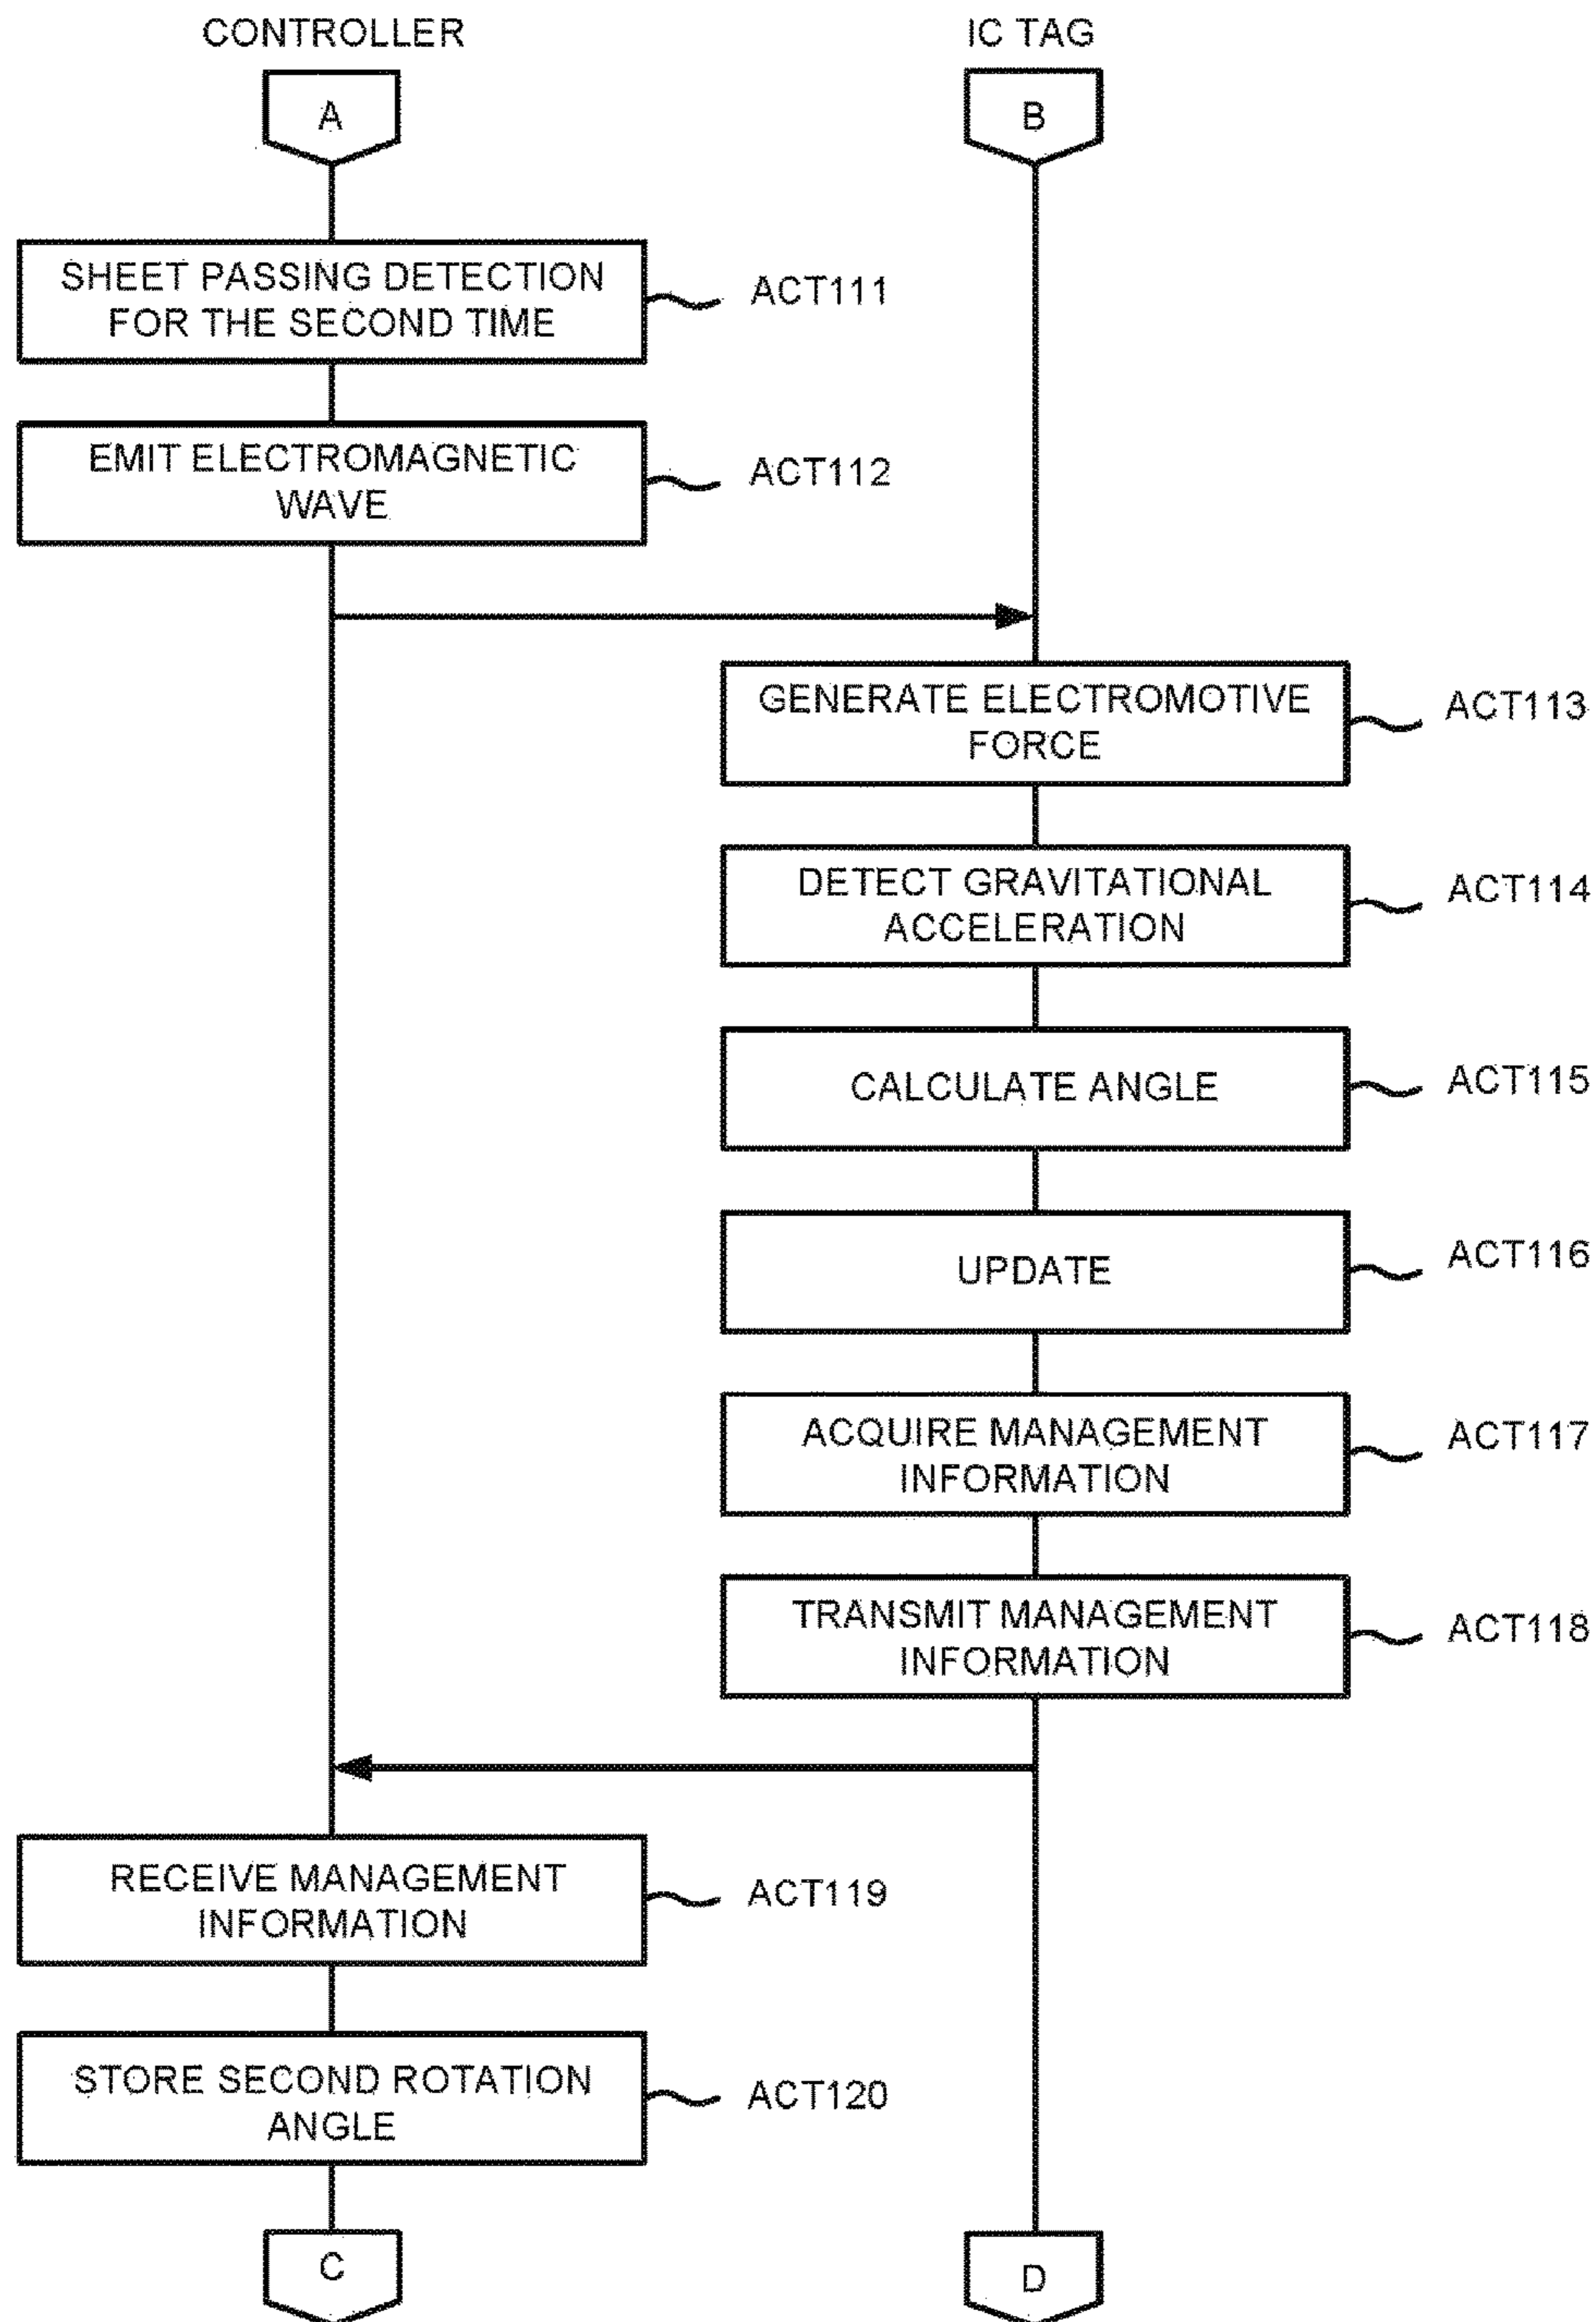 CONTROLLER
IC TAG
A
B
SHEET PASSING DETECTION
FOR THE SECOND TIME
ACT111
EMIT ELECTROMAGNETIC
WAVE
ACT112
GENERATE ELECTROMOTIVE
FORCE
ACT113
DETECT GRAVITATIONAL
ACCELERATION
ACT114
CALCULATE ANGLE
ACT115
UPDATE
ACT116
ACQUIRE MANAGEMENT
INFORMATION
ACT117
TRANSMIT MANAGEMENT
INFORMATION
ACT118
RECEIVE MANAGEMENT
INFORMATION
ACT119
STORE SECOND ROTATION
ANGLE
ACT120
C
D